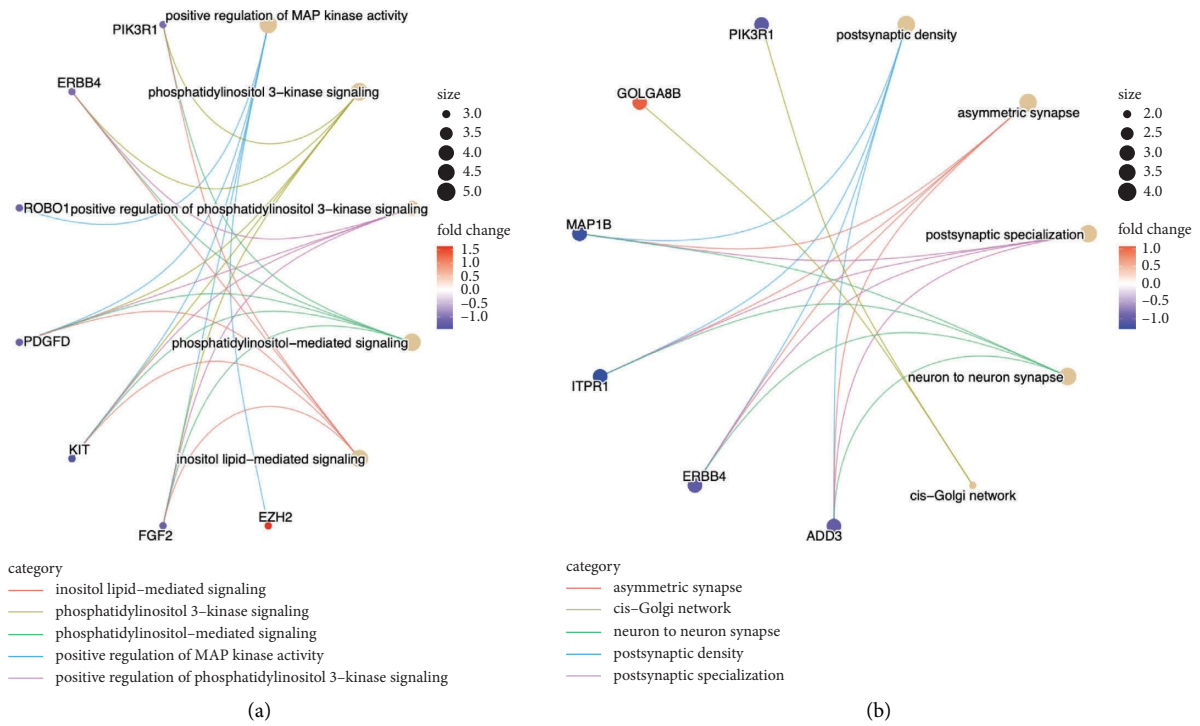 positive regulation of MAP kinase activity
PIK3R1
ERBB4
phosphatidylinositol 3−kinase signaling
size
3.0
3.5
4.0
4.5
5.0
ROBO1
positive regulation of phosphatidylinositol 3−kinase signaling
fold change
1.5
1.0
0.5
0.0
−0.5
−1.0
PDGFD
phosphatidylinositol−mediated signaling
KIT
inositol lipid−mediated signaling
FGF2
EZH2
category
inositol lipid−mediated signaling
phosphatidylinositol 3−kinase signaling
phosphatidylinositol−mediated signaling
positive regulation of MAP kinase activity
positive regulation of phosphatidylinositol 3−kinase signaling
(a)
PIK3R1
postsynaptic density
GOLGA8B
asymmetric synapse
size
2.0
2.5
3.0
3.5
4.0
MAP1B
postsynaptic specialization
fold change
1.0
0.5
0.0
−0.5
−1.0
ITPR1
neuron to neuron synapse
ERBB4
cis−Golgi network
ADD3
category
asymmetric synapse
cis−Golgi network
neuron to neuron synapse
postsynaptic density
postsynaptic specialization
(b)